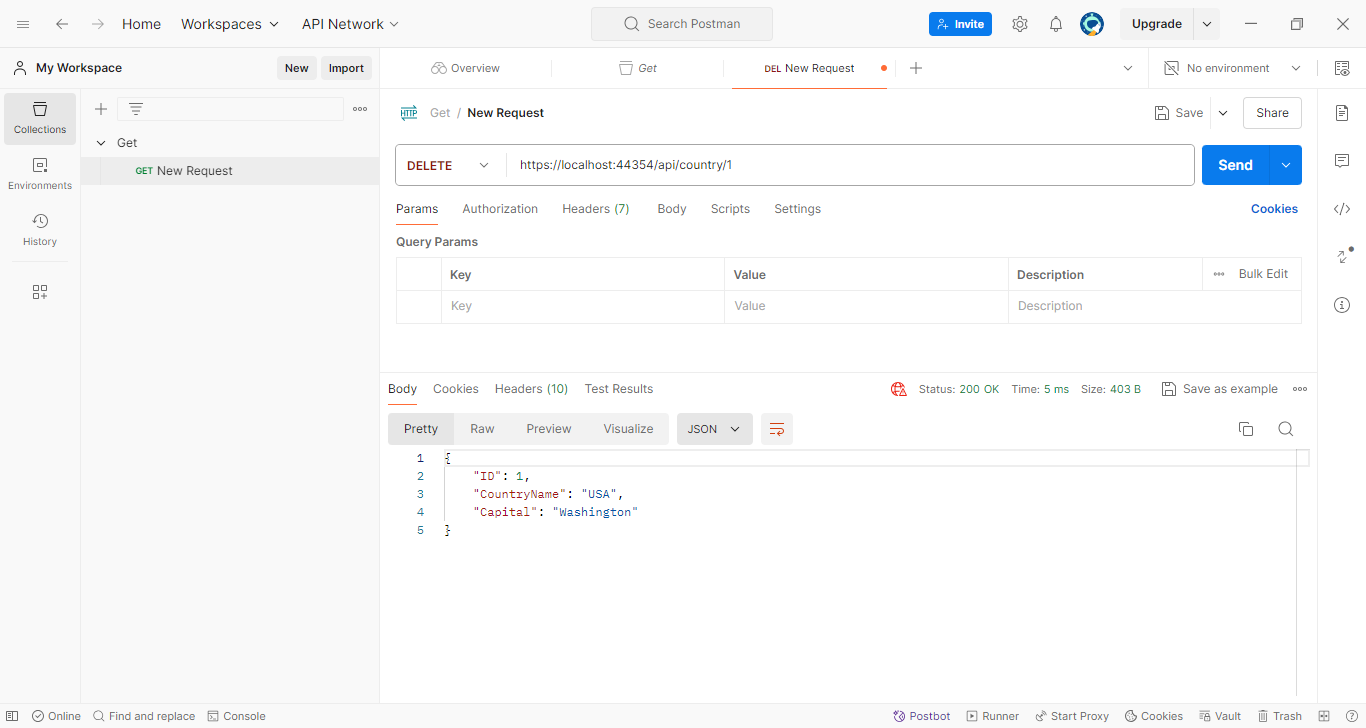 Home Workspaces API Network Search Postman Invite Upgrade
My Workspace New Import Overview Get DEL New Request No environment
Collections
Environments
History
Get
GET New Request
HTTP Get / New Request Save Share
DELETE https://localhost:44354/api/country/1 Send
Params Authorization Headers (7) Body Scripts Settings Cookies
Query Params
Key Value Description Bulk Edit
Key Value Description
Body Cookies Headers (10) Test Results Status: 200 OK Time: 5 ms Size: 403 B Save as example
Pretty Raw Preview Visualize JSON
1 {
2 "ID": 1,
3 "CountryName": "USA",
4 "Capital": "Washington"
5 }
Online Find and replace Console Postbot Runner Start Proxy Cookies Vault Trash